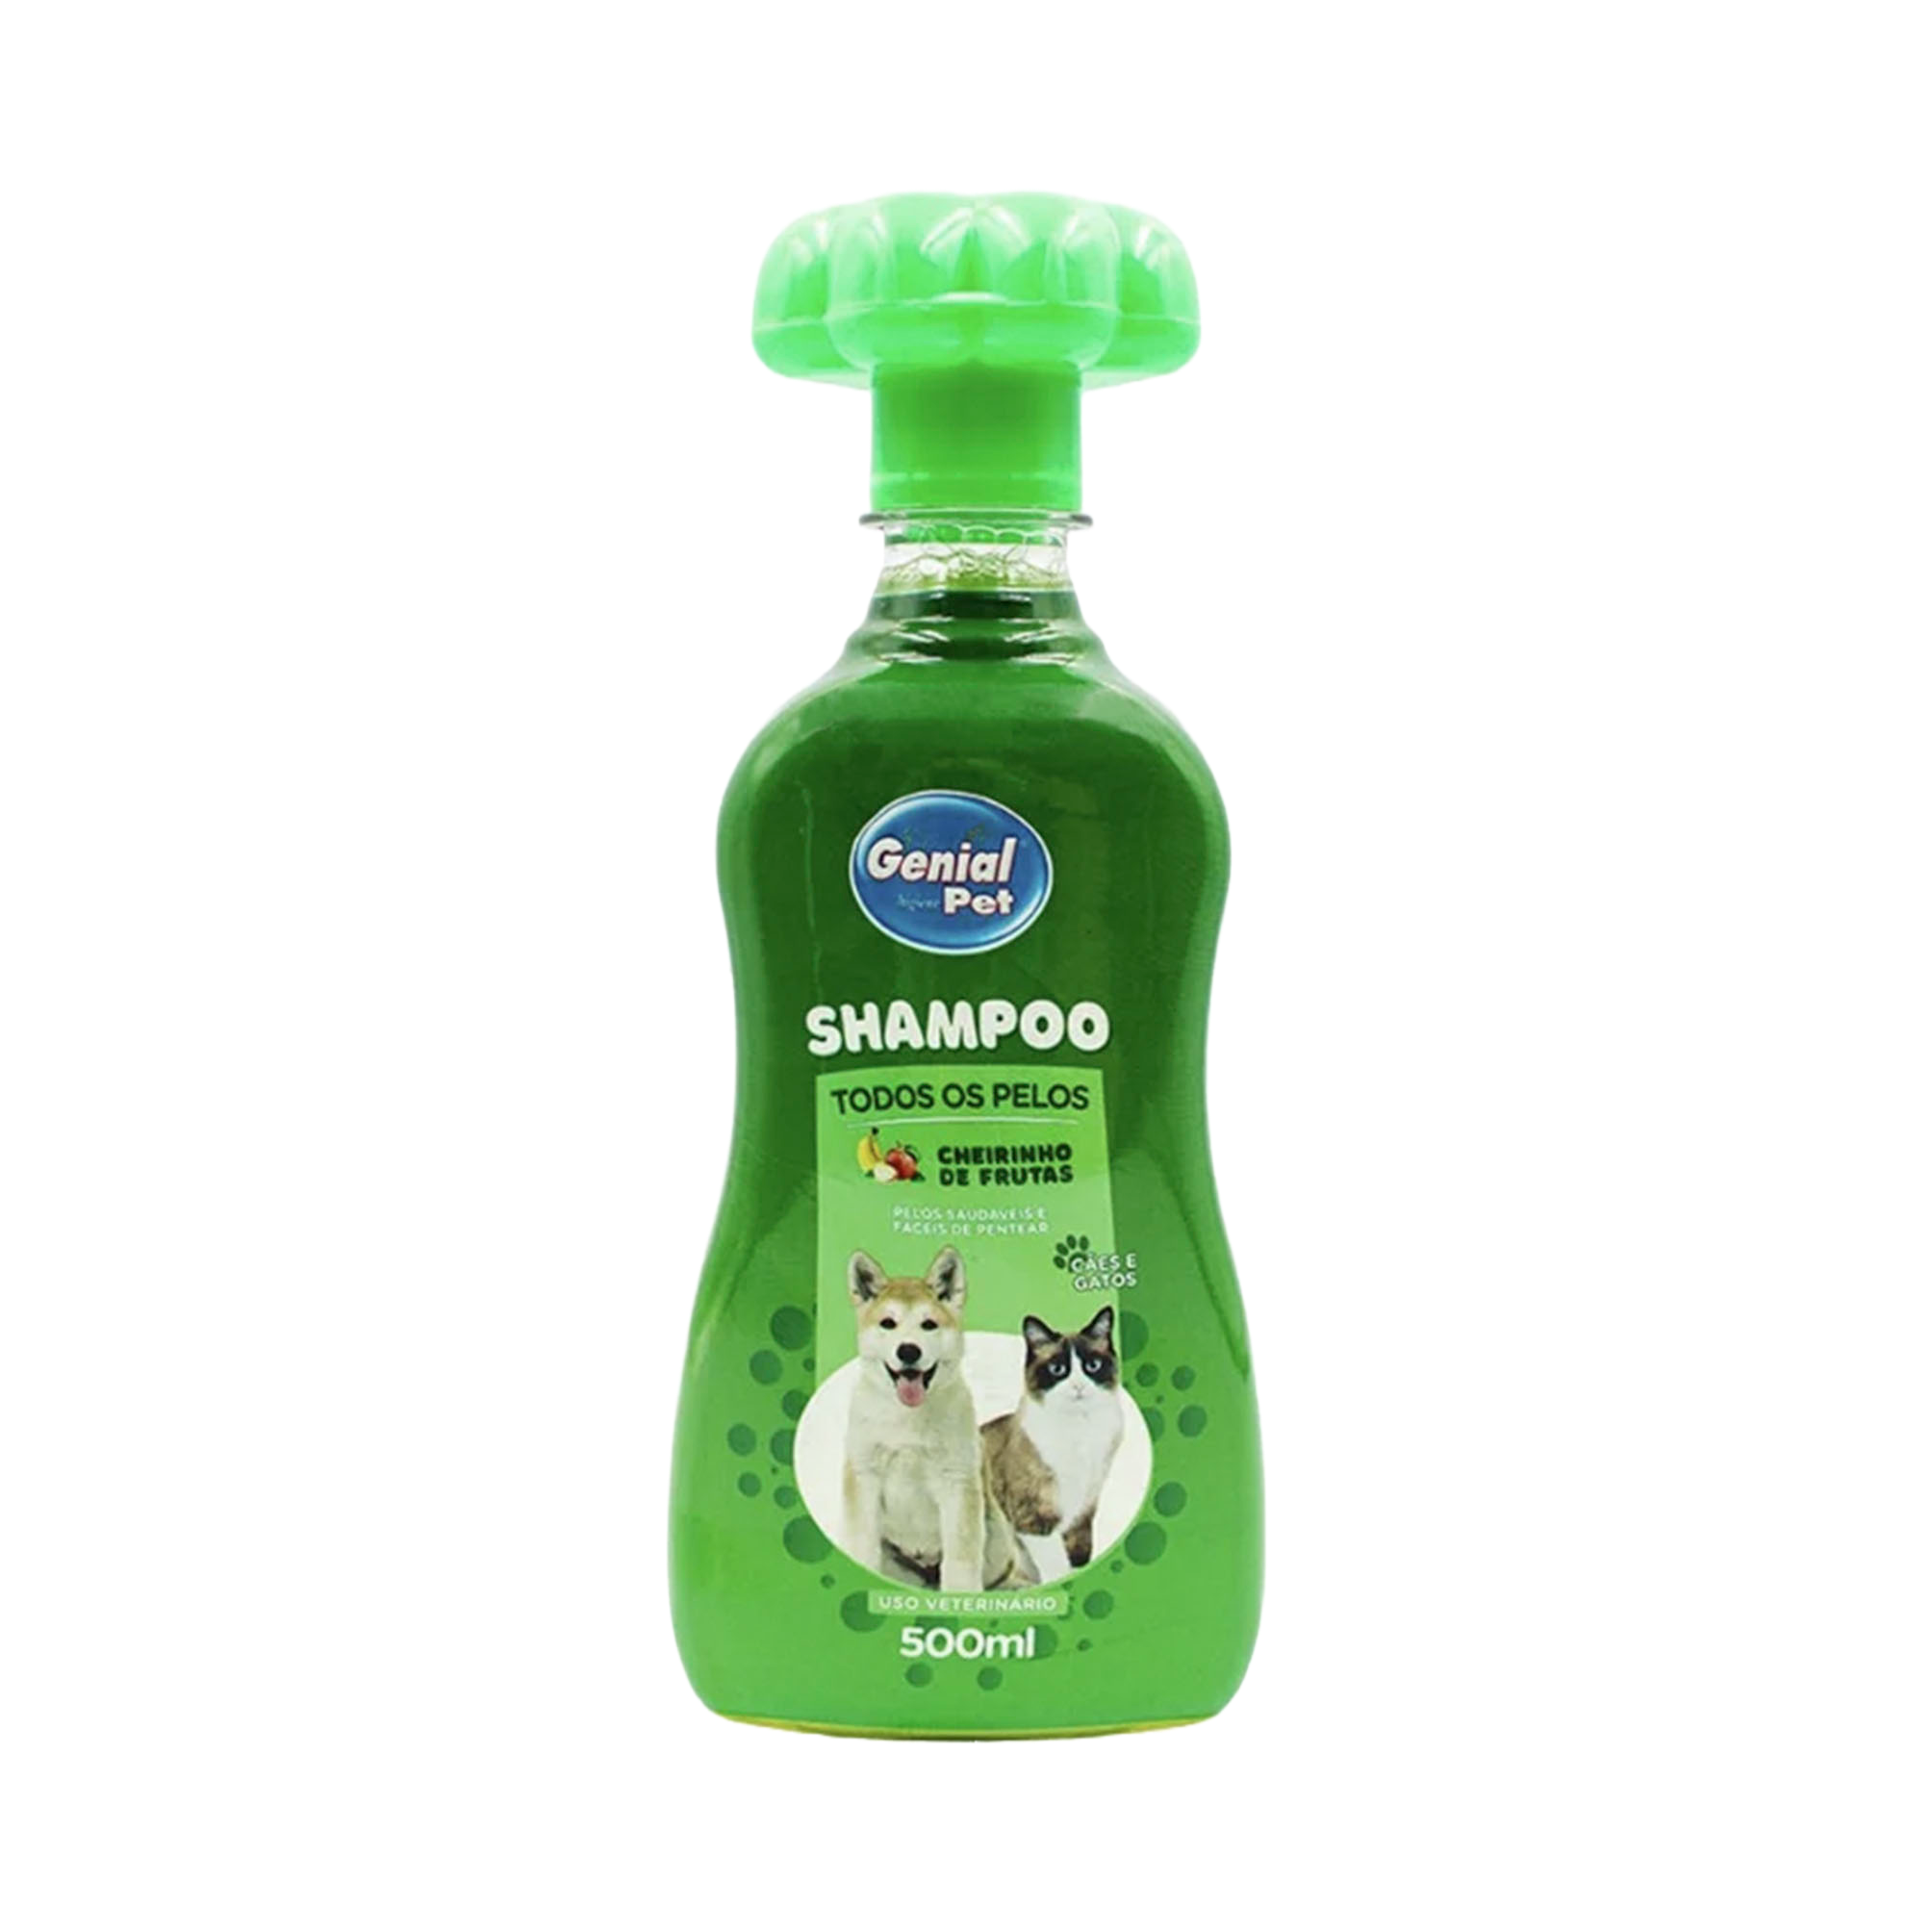 Genial
higiene Pet
SHAMPOO
TODOS OS PELOS
CHEIRINHO
DE FRUTAS
PELOS SAUDÁVEIS E
FÁCEIS DE PENTEAR
CÃES E
GATOS
USO VETERINÁRIO
500ml